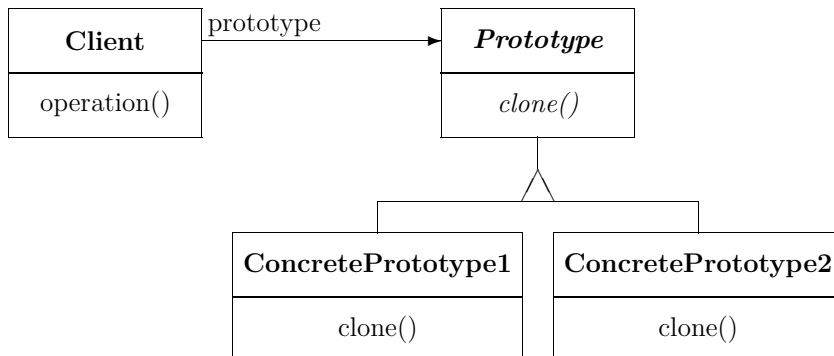 Client
operation()
prototype
Prototype
clone()
ConcretePrototype1
clone()
ConcretePrototype2
clone()